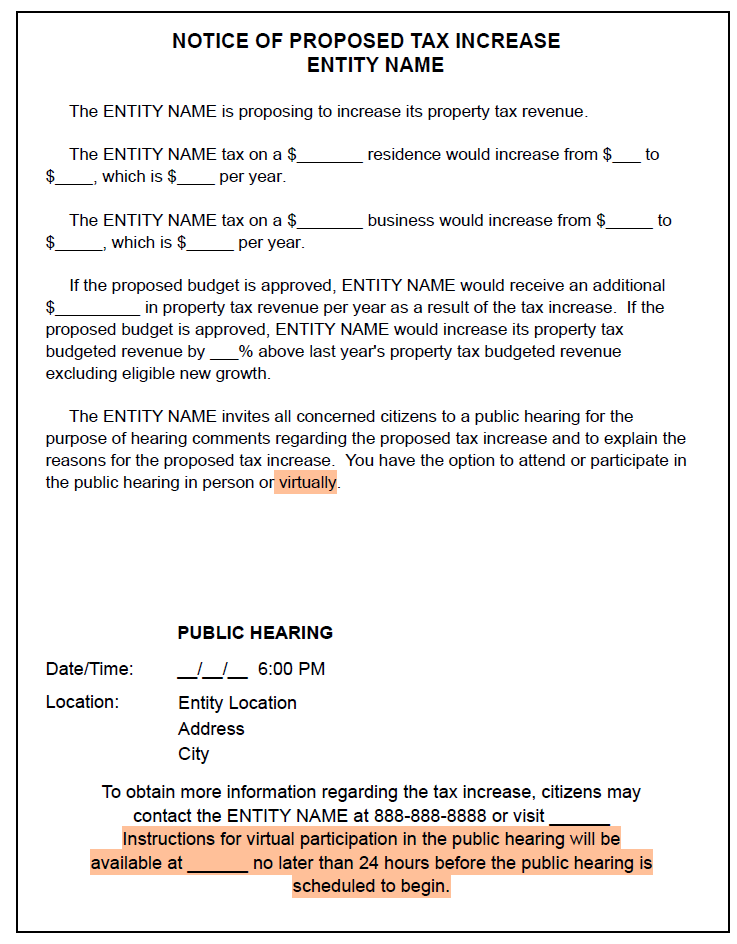 NOTICE OF PROPOSED TAX INCREASE
ENTITY NAME
The ENTITY NAME is proposing to increase its property tax revenue.
The ENTITY NAME tax on a $_______ residence would increase from $___ to
$____, which is $____ per year.
The ENTITY NAME tax on a $_______ business would increase from $_____ to
$_____, which is $_____ per year.
If the proposed budget is approved, ENTITY NAME would receive an additional
$_________ in property tax revenue per year as a result of the tax increase.  If the
proposed budget is approved, ENTITY NAME would increase its property tax
budgeted revenue by ___% above last year's property tax budgeted revenue
excluding eligible new growth.
The ENTITY NAME invites all concerned citizens to a public hearing for the
purpose of hearing comments regarding the proposed tax increase and to explain the
reasons for the proposed tax increase.  You have the option to attend or participate in
the public hearing in person or virtually.
PUBLIC HEARING
Date/Time: __/__/__  6:00 PM
Location: Entity Location
Address
City
To obtain more information regarding the tax increase, citizens may
contact the ENTITY NAME at 888-888-8888 or visit ______
Instructions for virtual participation in the public hearing will be
available at ______ no later than 24 hours before the public hearing is
scheduled to begin.